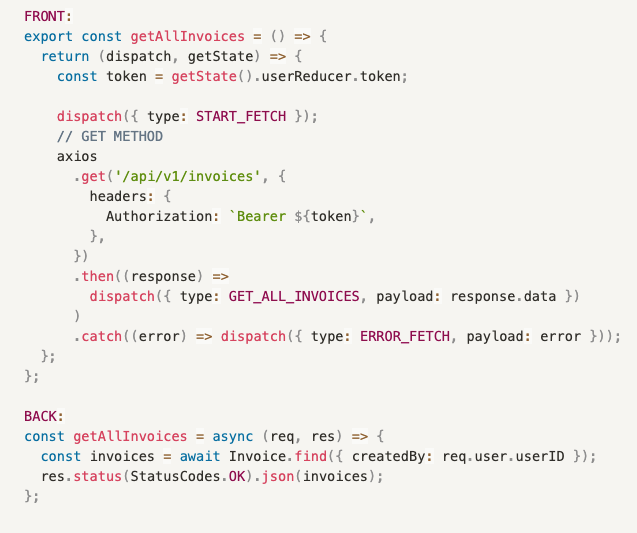 FRONT:
export const getAllInvoices = () => {
  return (dispatch, getState) => {
    const token = getState().userReducer.token;

    dispatch({ type: START_FETCH });
    // GET METHOD
    axios
      .get('/api/v1/invoices', {
        headers: {
          Authorization: `Bearer ${token}`,
        },
      })
      .then((response) =>
        dispatch({ type: GET_ALL_INVOICES, payload: response.data })
      )
      .catch((error) => dispatch({ type: ERROR_FETCH, payload: error }));
  };
};

BACK:
const getAllInvoices = async (req, res) => {
  const invoices = await Invoice.find({ createdBy: req.user.userID });
  res.status(StatusCodes.OK).json(invoices);
};